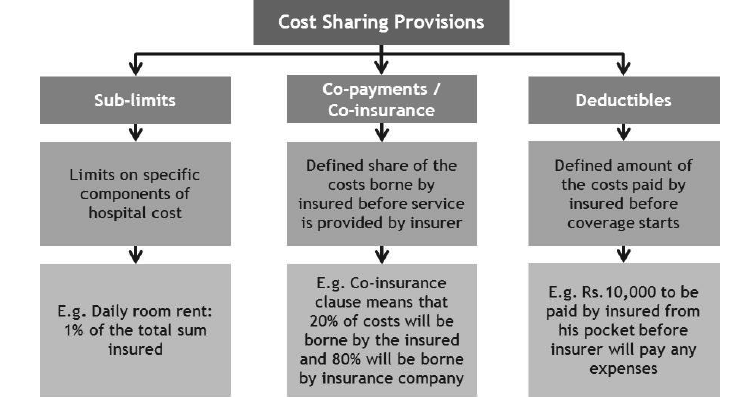 Cost Sharing Provisions
Sub-limits
Limits on specific
components of
hospital cost
E.g. Daily room rent:
1% of the total sum
insured
Co-payments /
Co-insurance
Defined share of the
costs borne by
insured before service
is provided by insurer
E.g. Co-insurance
clause means that
20% of costs will be
borne by the insured
and 80% will be borne
by insurance company
Deductibles
Defined amount of
the costs paid by
insured before
coverage starts
E.g. Rs.10,000 to be
paid by insured from
his pocket before
insurer will pay any
expenses